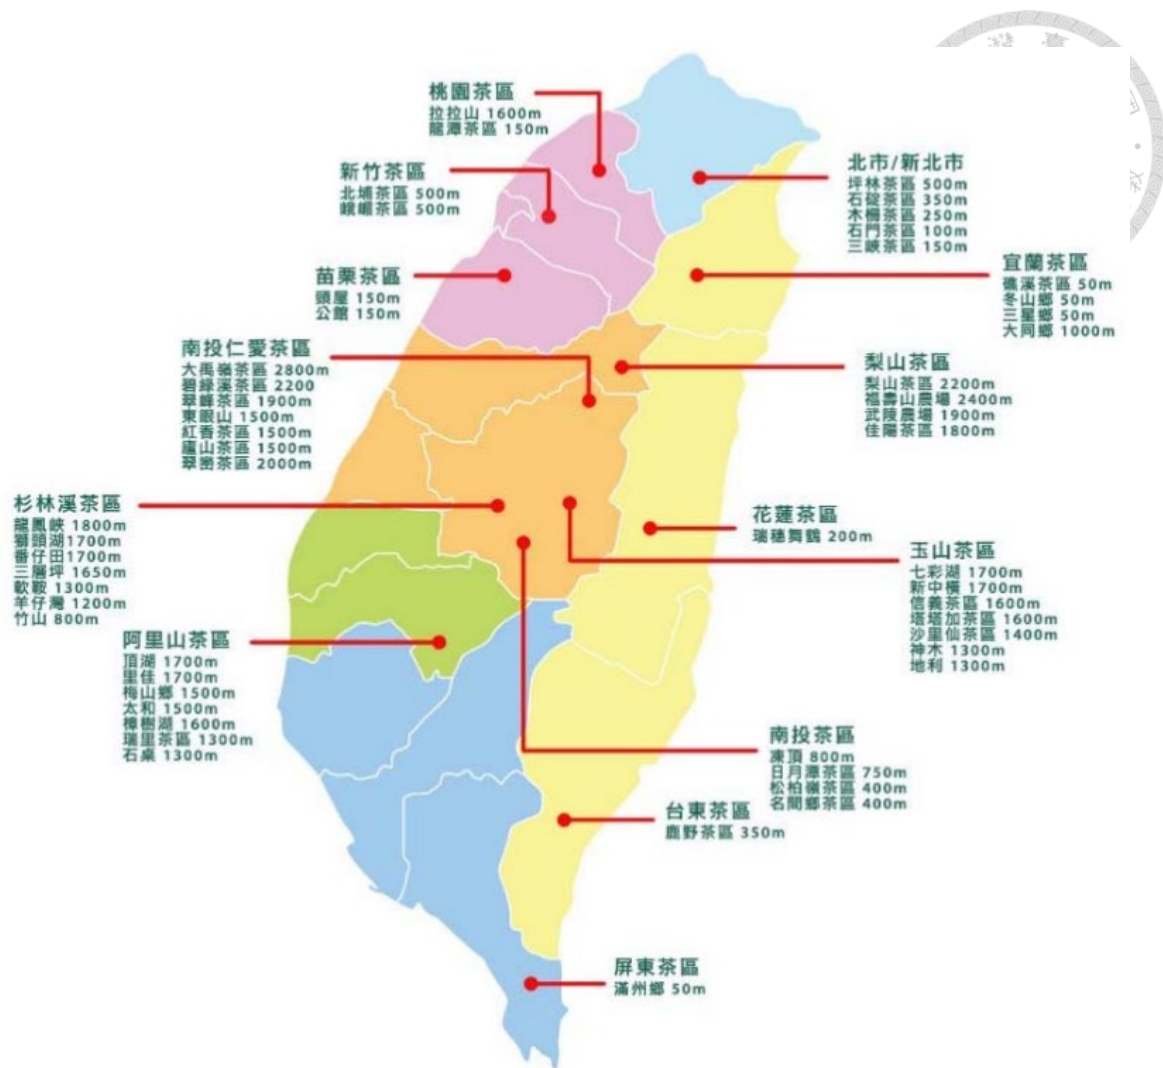 桃園茶區
拉拉山 1600m
龍潭茶區 150m
新竹茶區
北埔茶區 500m
峨嵋茶區 500m
北市/新北市
坪林茶區 500m
石碇茶區 350m
木柵茶區 250m
石門茶區 100m
三峽茶區 150m
宜蘭茶區
礁溪茶區 50m
冬山鄉 50m
三星鄉 50m
大同鄉 1000m
苗栗茶區
頭屋 150m
公館 150m
南投仁愛茶區
大禹嶺茶區 2800m
碧綠溪茶區 2200
翠峰茶區 1900m
東眼山 1500m
紅香茶區 1500m
廬山茶區 1500m
翠巒茶區 2000m
梨山茶區
梨山茶區 2200m
福壽山農場 2400m
武陵農場 1900m
佳陽茶區 1800m
杉林溪茶區
龍鳳峽 1800m
獅頭湖1700m
番仔田1700m
三層坪 1650m
軟鞍 1300m
羊仔灣 1200m
竹山 800m
花蓮茶區
瑞穗舞鶴 200m
玉山茶區
七彩湖 1700m
新中橫 1700m
信義茶區 1600m
塔塔加茶區 1600m
沙里仙茶區 1400m
神木 1300m
地利 1300m
阿里山茶區
頂湖 1700m
里佳 1700m
梅山鄉 1500m
太和 1500m
樟樹湖 1600m
瑞里茶區 1300m
石桌 1300m
南投茶區
凍頂 800m
日月潭茶區 750m
松柏嶺茶區 400m
名間鄉茶區 400m
台東茶區
鹿野茶區 350m
屏東茶區
滿州鄉 50m